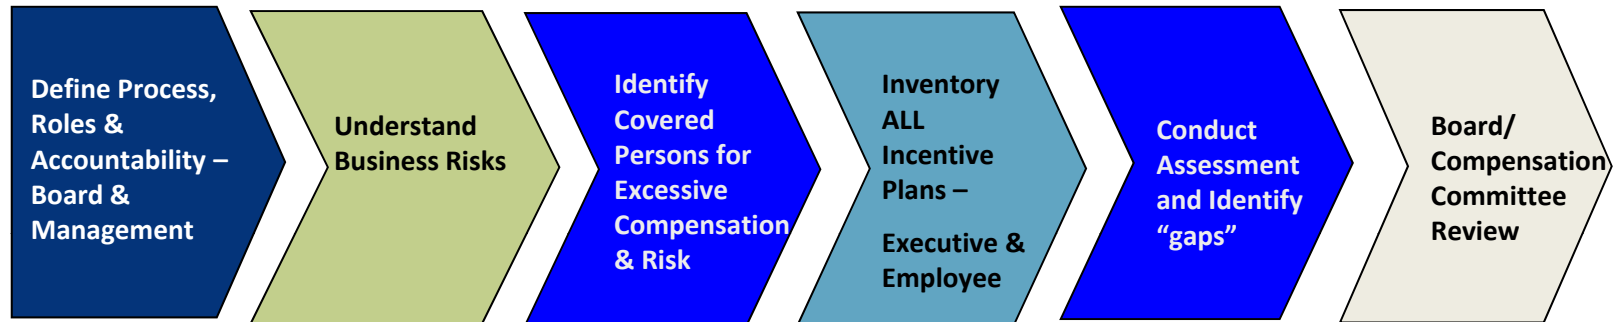 Define Process,
Roles &
Accountability –
Board &
Management
Understand
Business Risks
Identify
Covered
Persons for
Excessive
Compensation
& Risk
Inventory
ALL
Incentive
Plans –
Executive &
Employee
Conduct
Assessment
and Identify
“gaps”
Board/
Compensation
Committee
Review